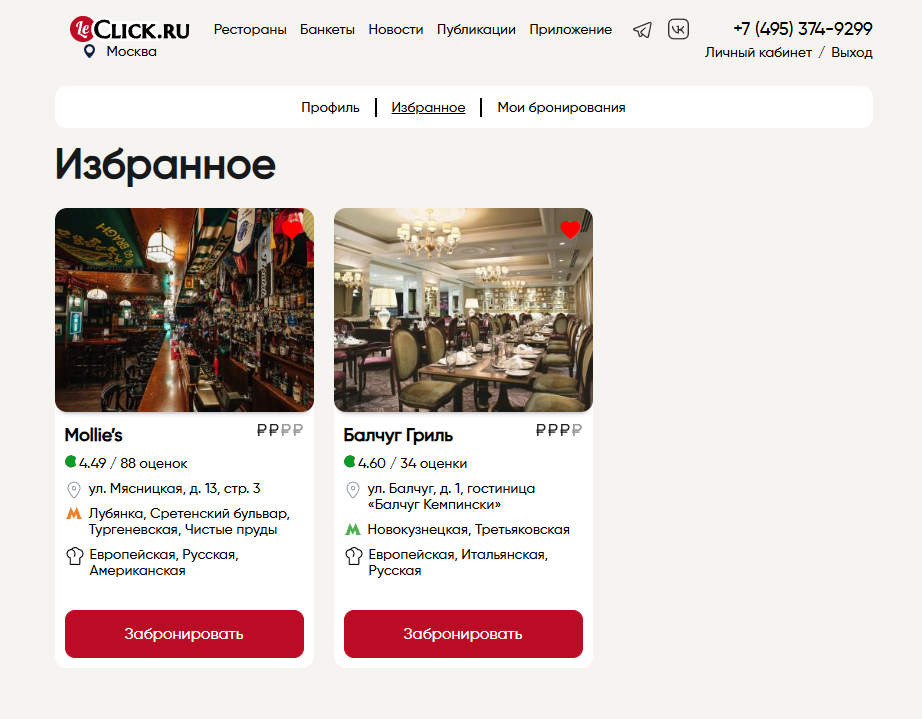 LeClick.ru
Рестораны Банкеты Новости Публикации Приложение
+7 (495) 374-9299
Москва
Личный кабинет / Выход
Профиль
Избранное
Мои бронирования
Избранное
Mollie's
₽₽₽₽
4.49 / 88 оценок
ул. Мясницкая, д. 13, стр. 3
Лубянка, Сретенский бульвар,
Тургеневская, Чистые пруды
Европейская, Русская,
Американская
Забронировать
Балчуг Гриль
₽₽₽₽
4.60 / 34 оценки
ул. Балчуг, д. 1, гостиница
«Балчуг Кемпински»
Новокузнецкая, Третьяковская
Европейская, Итальянская,
Русская
Забронировать